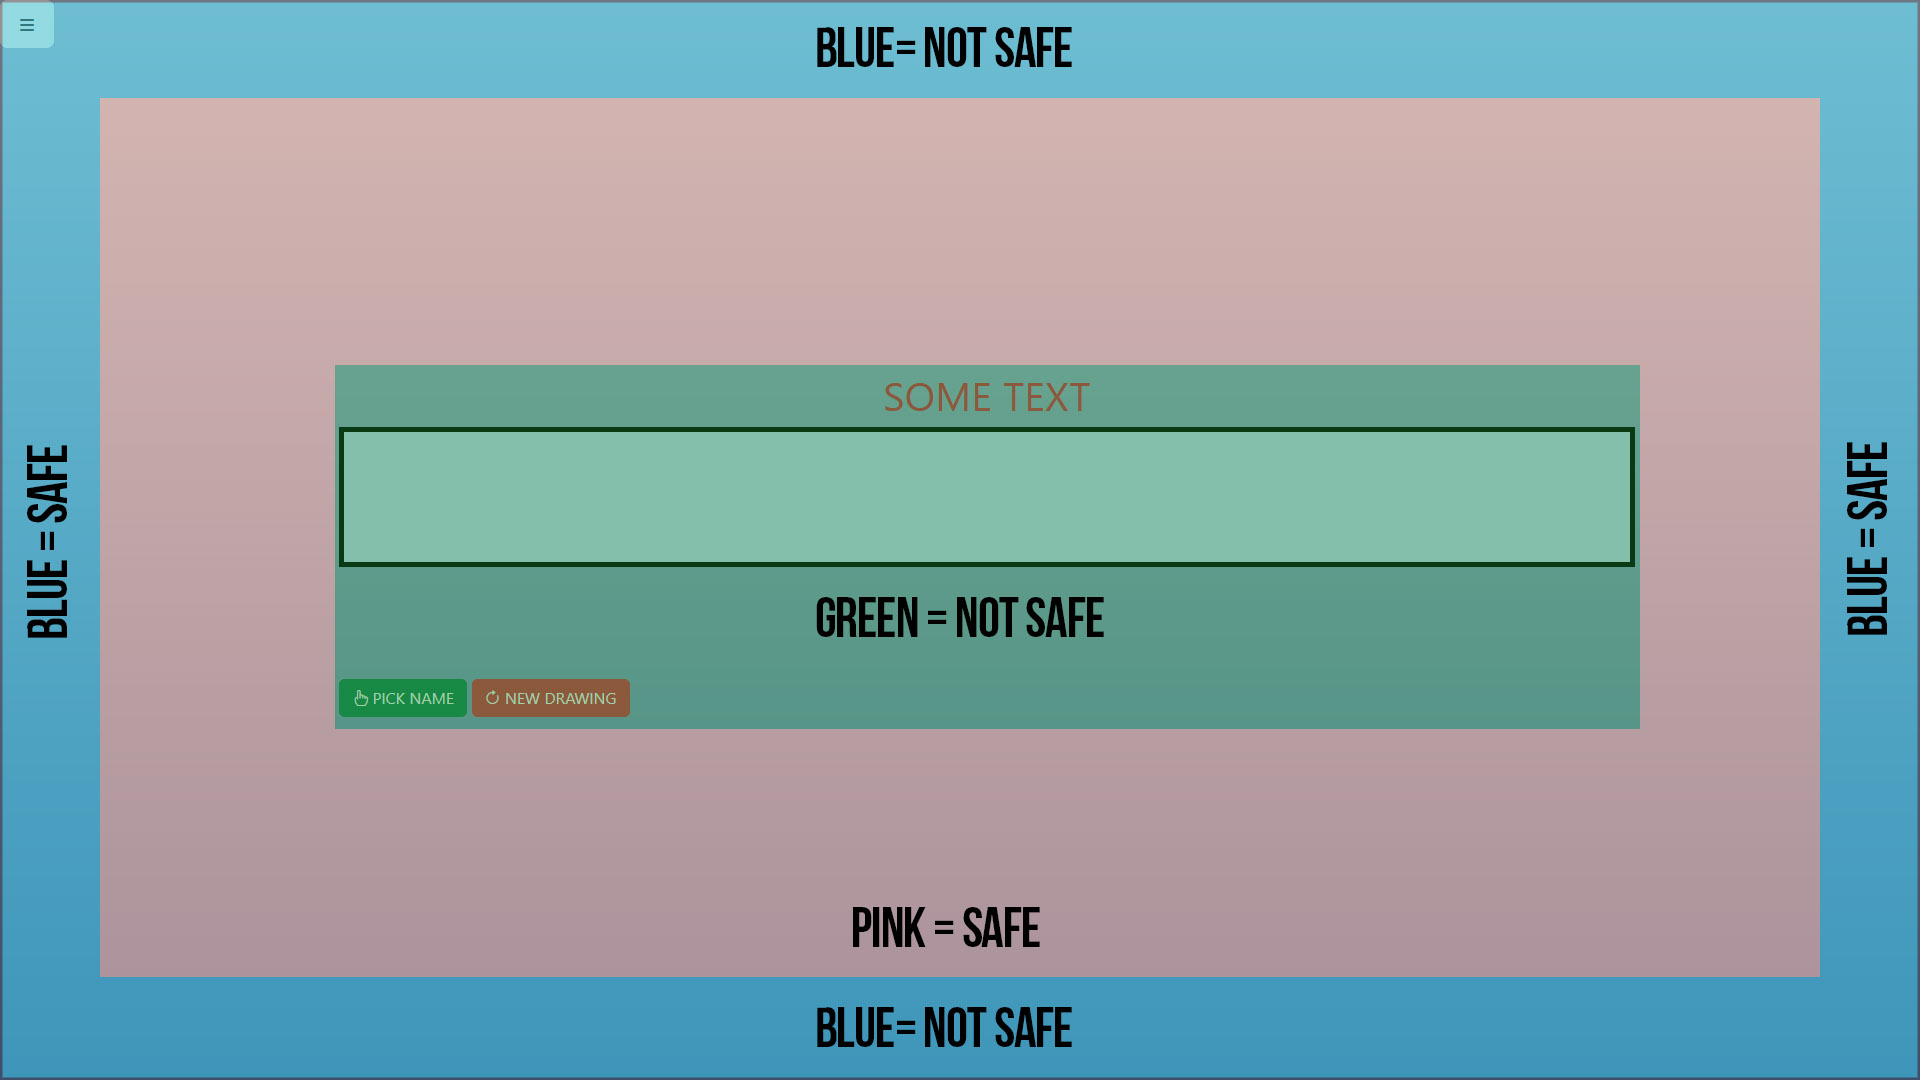 BLUE= NOT SAFE
SOME TEXT
BLUE = SAFE
BLUE = SAFE
GREEN = NOT SAFE
PICK NAME
NEW DRAWING
PINK = SAFE
BLUE= NOT SAFE